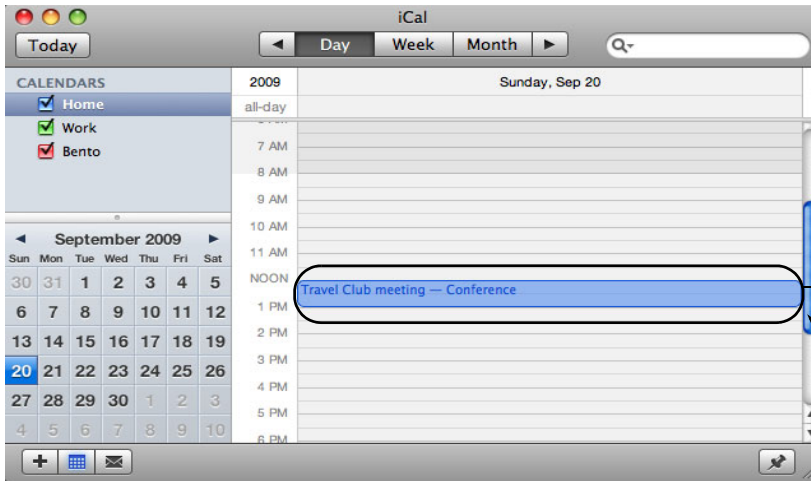 iCal
Today
Day Week Month
CALENDARS
Home
Work
Bento
2009 Sunday, Sep 20
all-day
7 AM
8 AM
9 AM
10 AM
11 AM
NOON
Travel Club meeting — Conference
1 PM
2 PM
3 PM
4 PM
5 PM
6 PM
September 2009
Sun Mon Tue Wed Thu Fri Sat
30 31 1 2 3 4 5
6 7 8 9 10 11 12
13 14 15 16 17 18 19
20 21 22 23 24 25 26
27 28 29 30 1 2 3
4 5 6 7 8 9 10